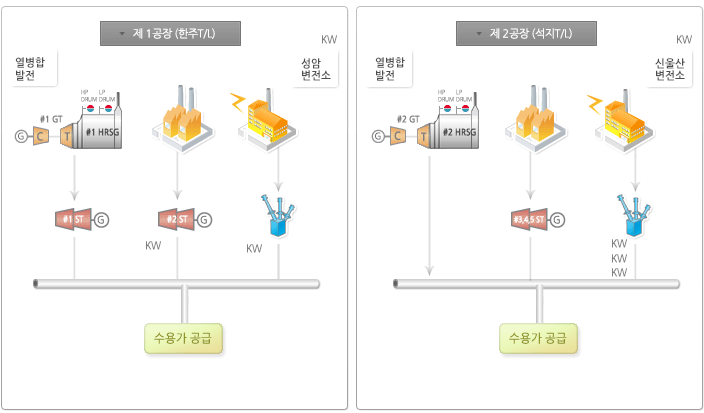 제 1공장 (한주T/L)
KW
열병합
발전
성암
변전소
HP
DRUM
LP
DRUM
#1 GT
G
C
T
#1 HRSG
#1 ST
G
#2 ST
G
KW
KW
수용가 공급
제 2공장 (석지T/L)
KW
열병합
발전
신울산
변전소
HP
DRUM
LP
DRUM
#2 GT
G
C
T
#2 HRSG
#3,4,5 ST
G
KW
KW
KW
수용가 공급